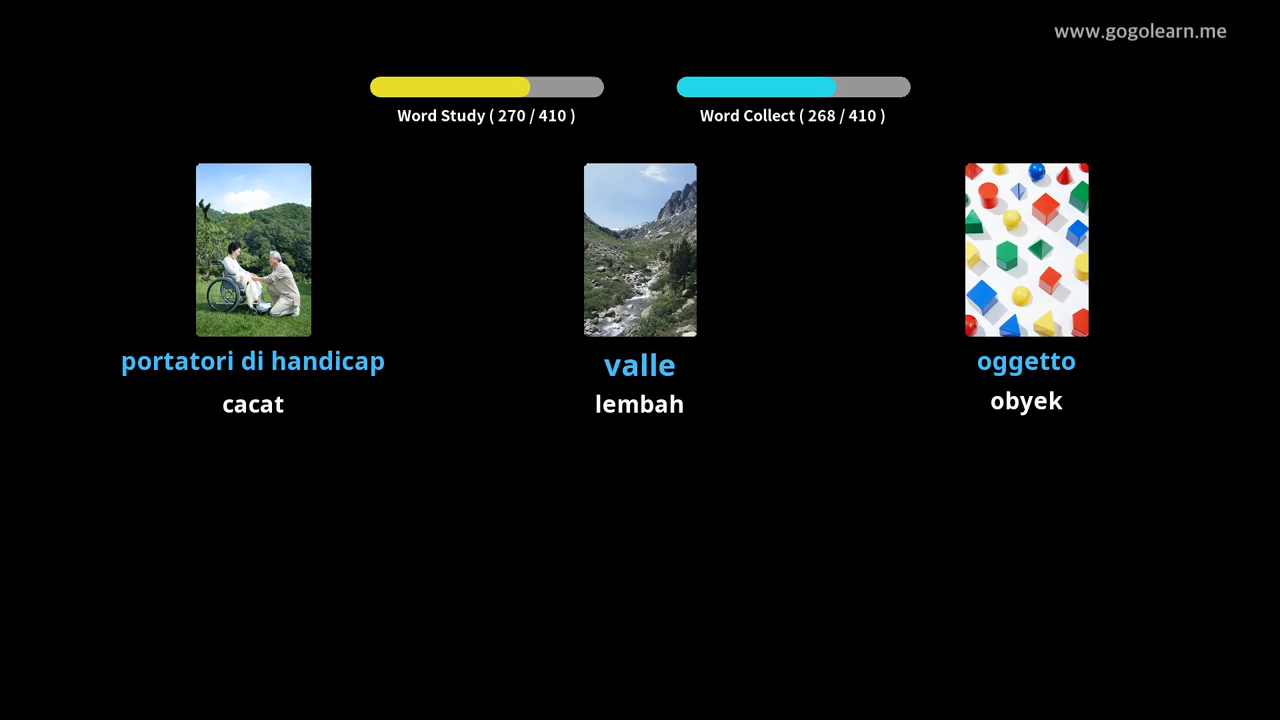 www.gogolearn.me
Word Study ( 270 / 410 )
Word Collect ( 268 / 410 )
portatori di handicap
valle
oggetto
cacat
lembah
obyek